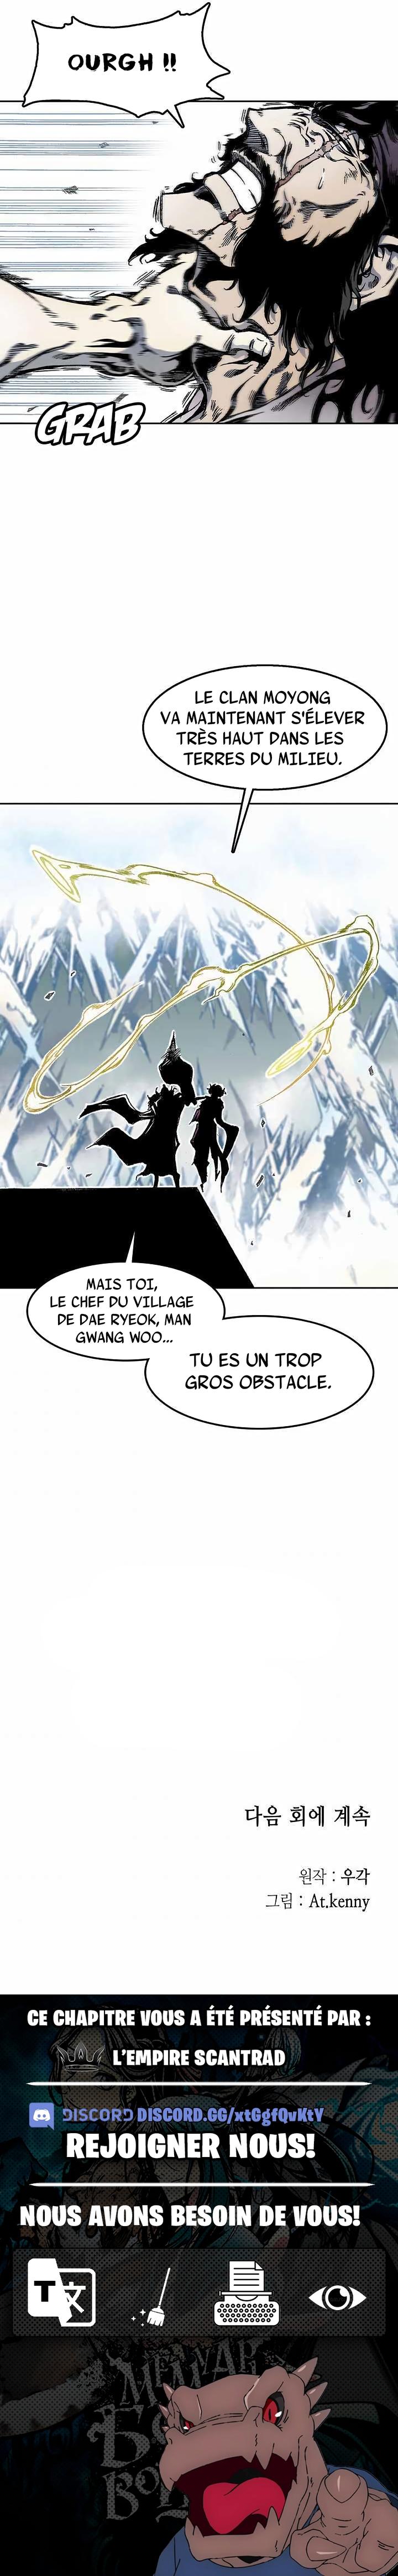 OURGH !!
GRAB
LE CLAN MOYONG
VA MAINTENANT S'ÉLEVER
TRÈS HAUT DANS LES
TERRES DU MILIEU.
MAIS TOI,
LE CHEF DU VILLAGE
DE DAE RYEOK, MAN
GWANG WOO...
TU ES UN TROP
GROS OBSTACLE.
다음 회에 계속
원작 : 우각
그림 : At.kenny
CE CHAPITRE VOUS A ÉTÉ PRÉSENTÉ PAR :
L'EMPIRE SCANTRAD
DISCORD DISCORD.GG/xtGgfQvKtY
REJOIGNER NOUS!
NOUS AVONS BESOIN DE VOUS!
T 文